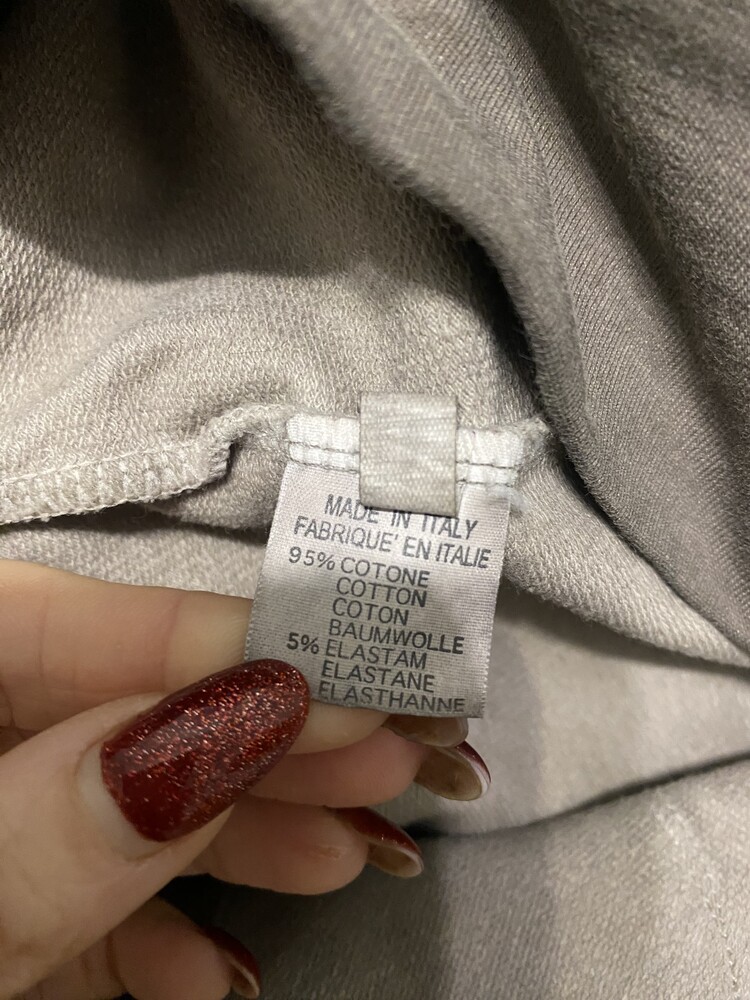 MADE IN ITALY
FABRIQUE' EN ITALIE
95% COTONE
COTTON
COTON
BAUMWOLLE
5% ELASTAM
ELASTANE
ELASTHANNE